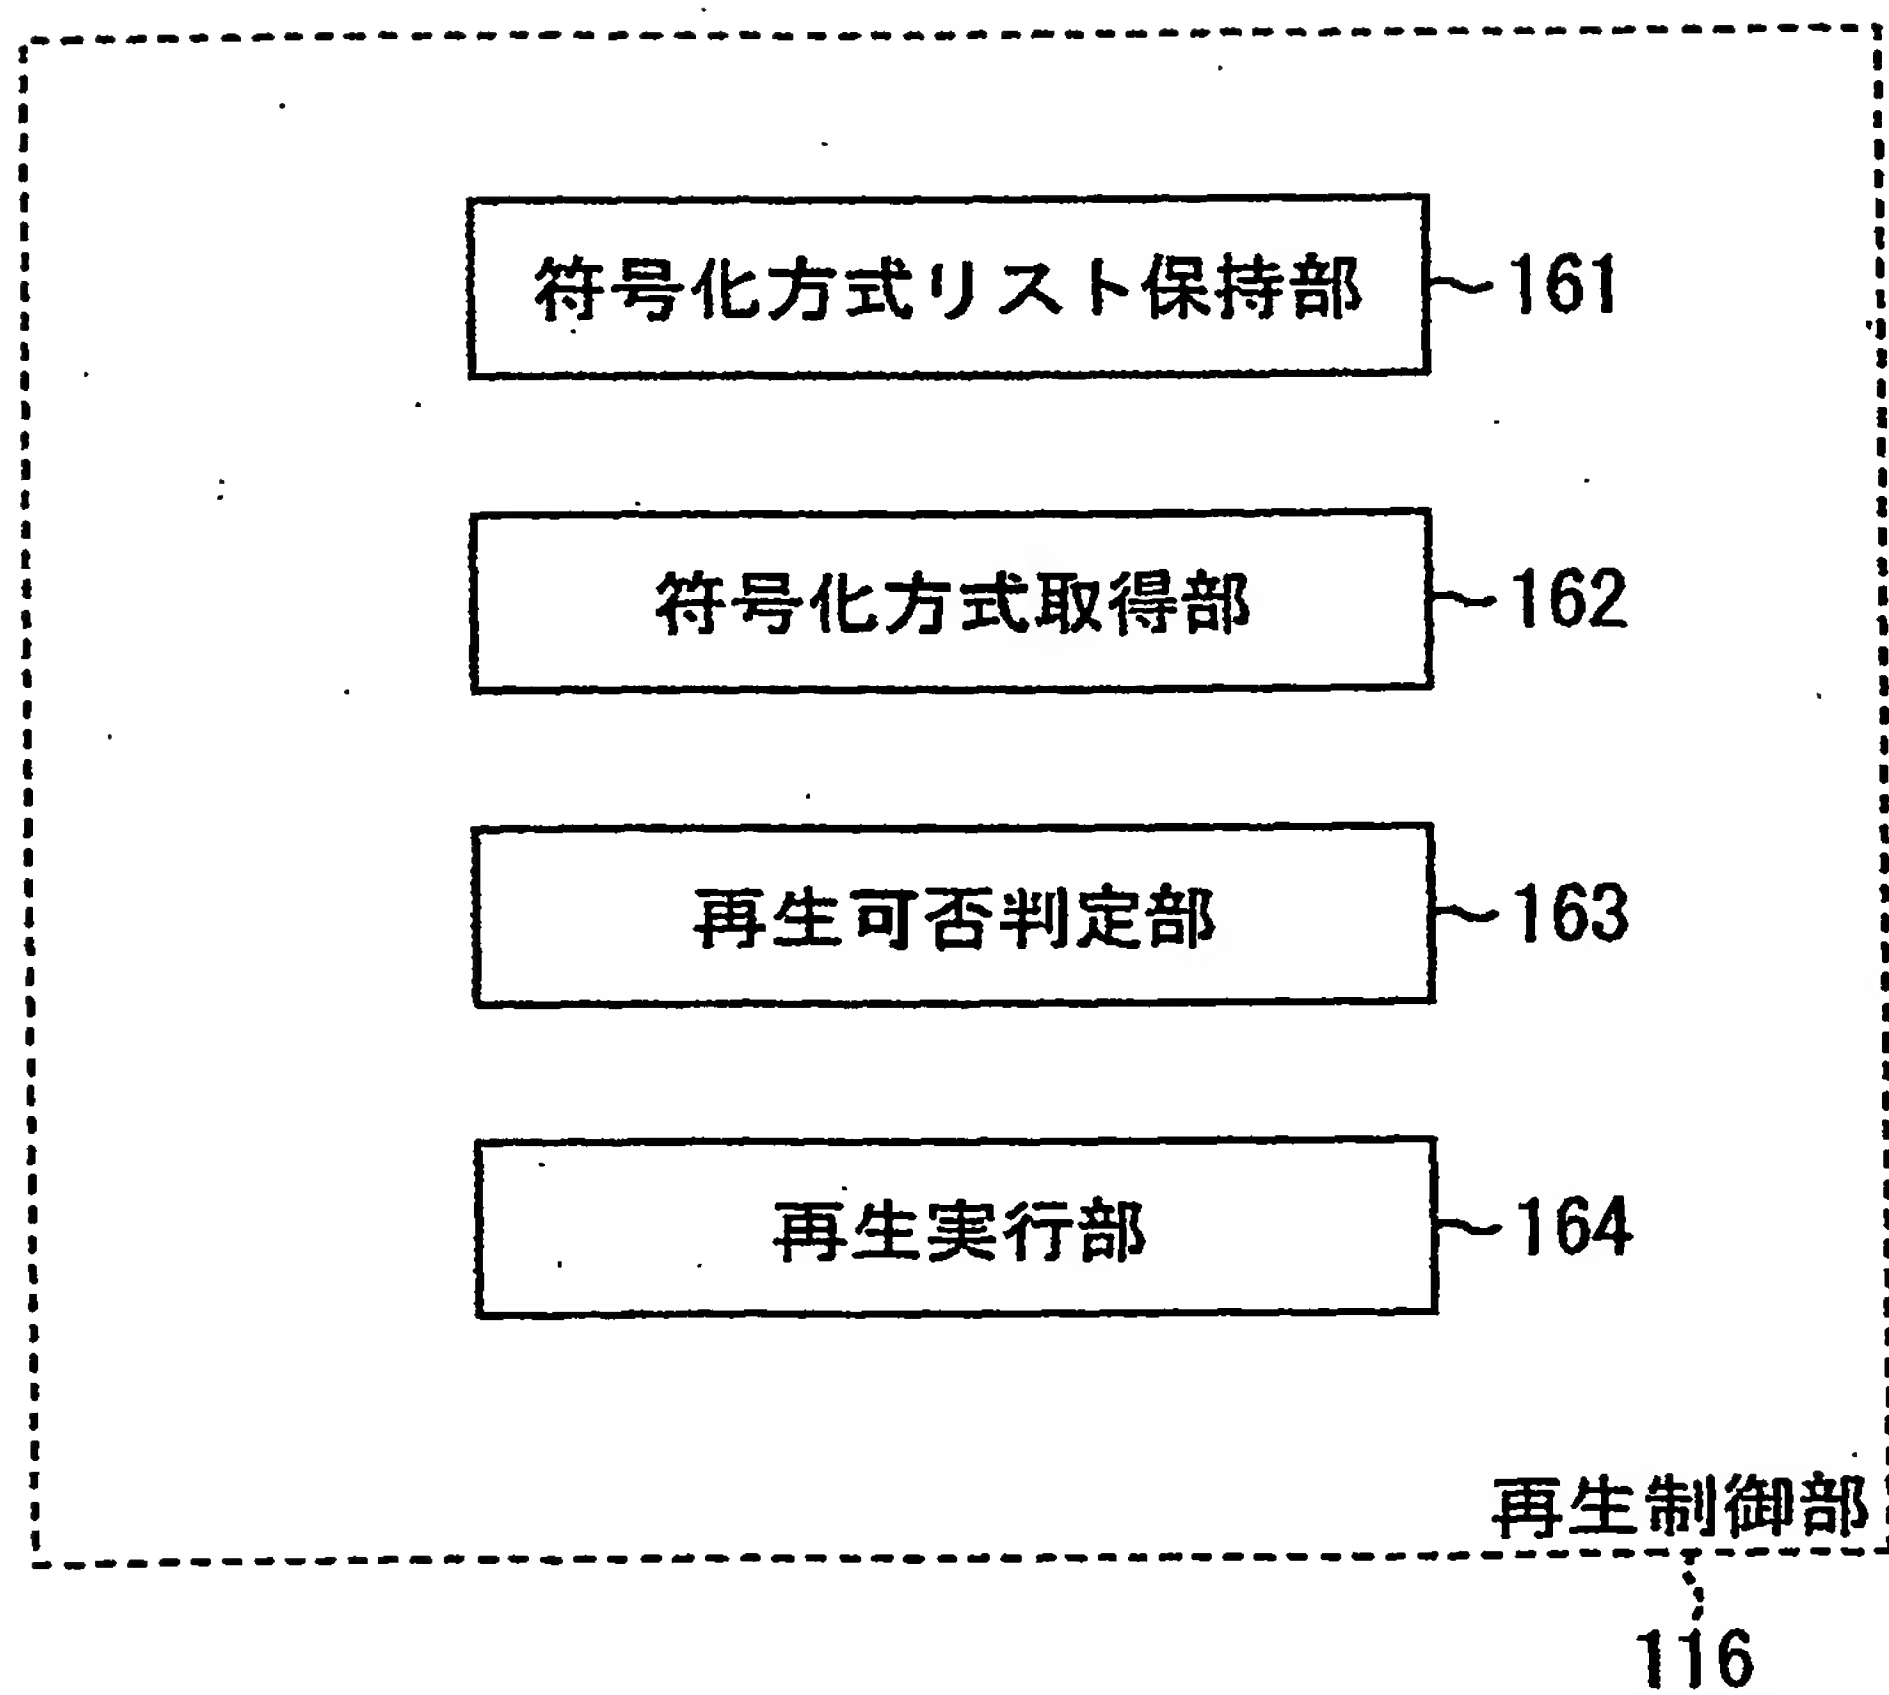 符号化方式リスト保持部 161
符号化方式取得部 162
再生可否判定部 163
再生実行部 164
再生制御部
116